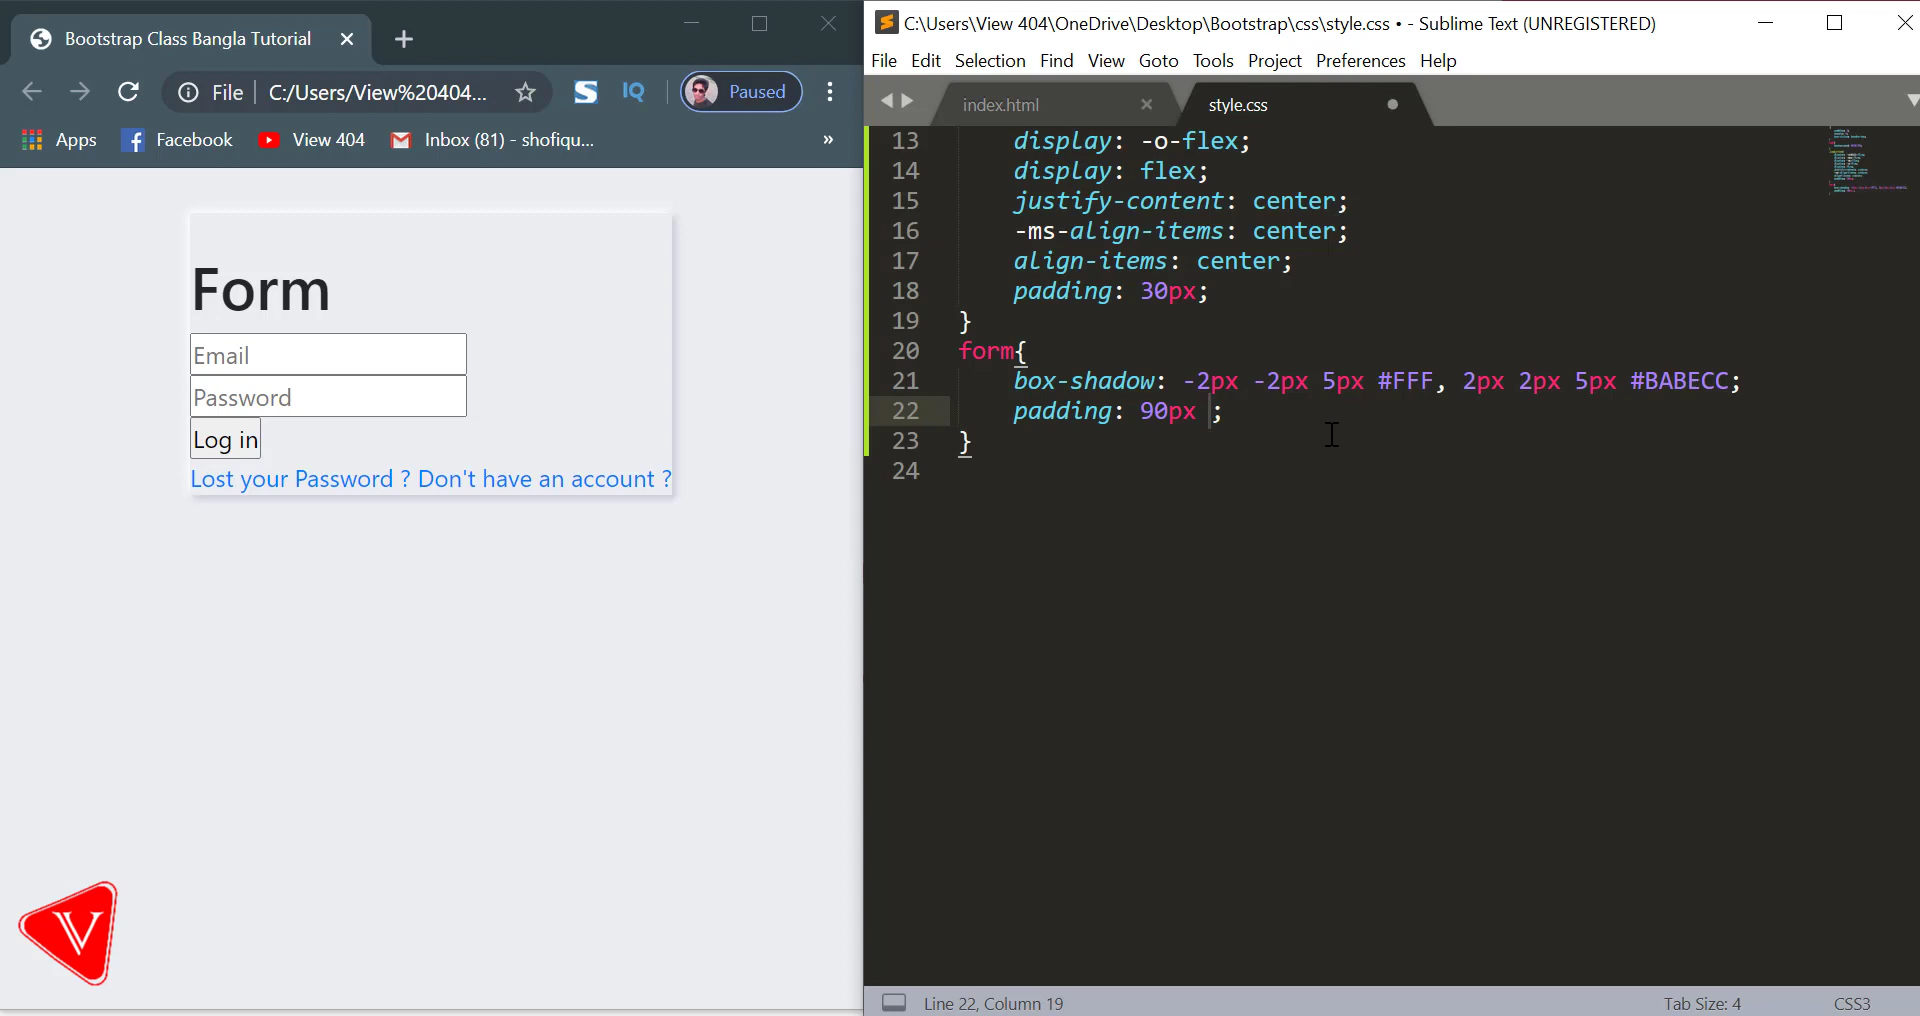 Bootstrap Class Bangla Tutorial
File
C:/Users/View%20404...
IQ
Paused
Apps
Facebook
View 404
Inbox (81) - shofiqu...
»
Form
Email
Password
Log in
Lost your Password ? Don't have an account ?
V
C:\Users\View 404\OneDrive\Desktop\Bootstrap\css\style.css • - Sublime Text (UNREGISTERED)
File Edit Selection Find View Goto Tools Project Preferences Help
index.html
style.css
13 display: -o-flex;
14 display: flex;
15 justify-content: center;
16 -ms-align-items: center;
17 align-items: center;
18 padding: 30px;
19 }
20 form{
21 box-shadow: -2px -2px 5px #FFF, 2px 2px 5px #BABECC;
22 padding: 90px ;
23 }
24
Line 22, Column 19
Tab Size: 4
CSS3